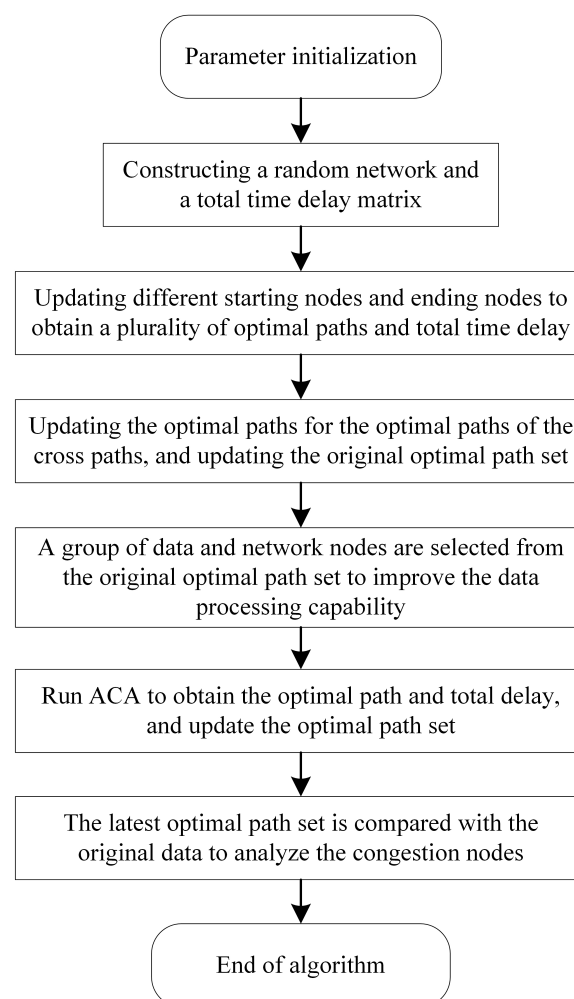 Parameter initialization
Constructing a random network and
a total time delay matrix
Updating different starting nodes and ending nodes to
obtain a plurality of optimal paths and total time delay
Updating the optimal paths for the optimal paths of the
cross paths, and updating the original optimal path set
A group of data and network nodes are selected from
the original optimal path set to improve the data
processing capability
Run ACA to obtain the optimal path and total delay,
and update the optimal path set
The latest optimal path set is compared with the
original data to analyze the congestion nodes
End of algorithm